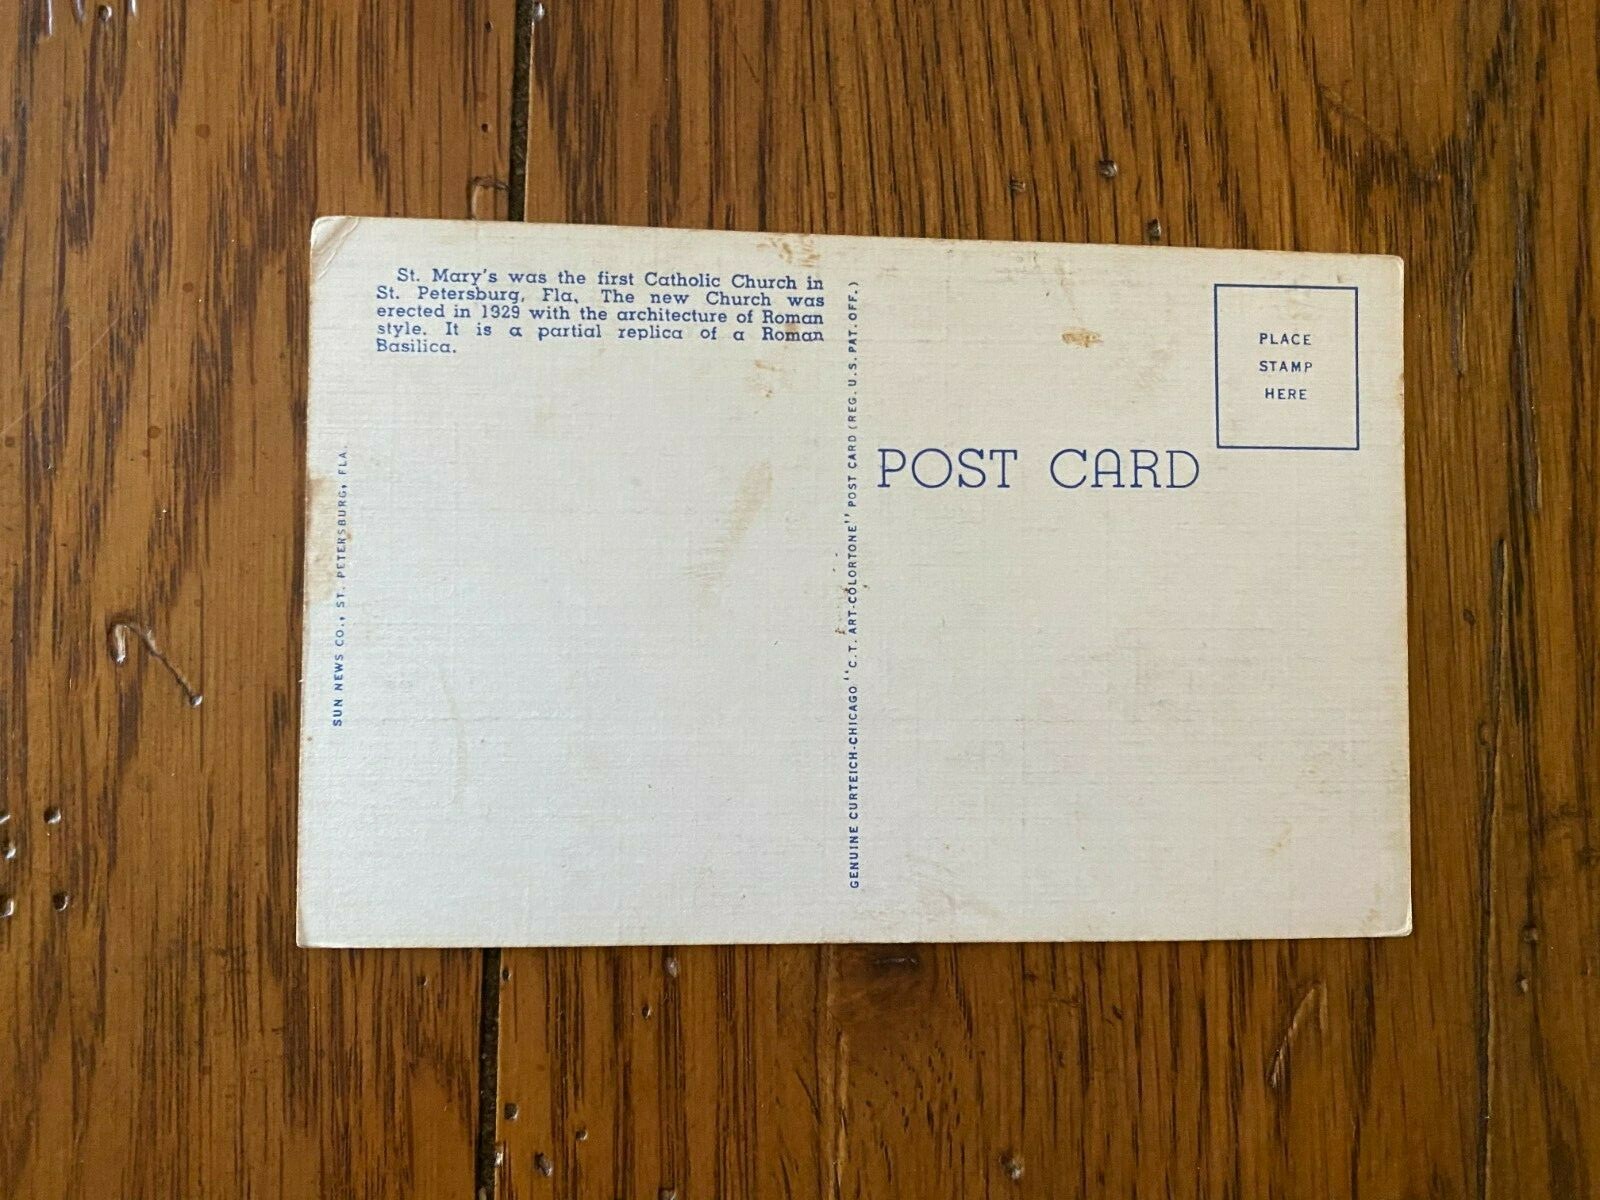 St. Mary's was the first Catholic Church in
St. Petersburg, Fla. The new Church was
erected in 1929 with the architecture of Roman
style. It is a partial replica of a Roman
Basilica.
SUN NEWS CO., ST. PETERSBURG, FLA.
GENUINE CURTEICH-CHICAGO "C.T. ART-COLORTONE" POST CARD (REG. U.S. PAT. OFF.)
POST CARD
PLACE
STAMP
HERE